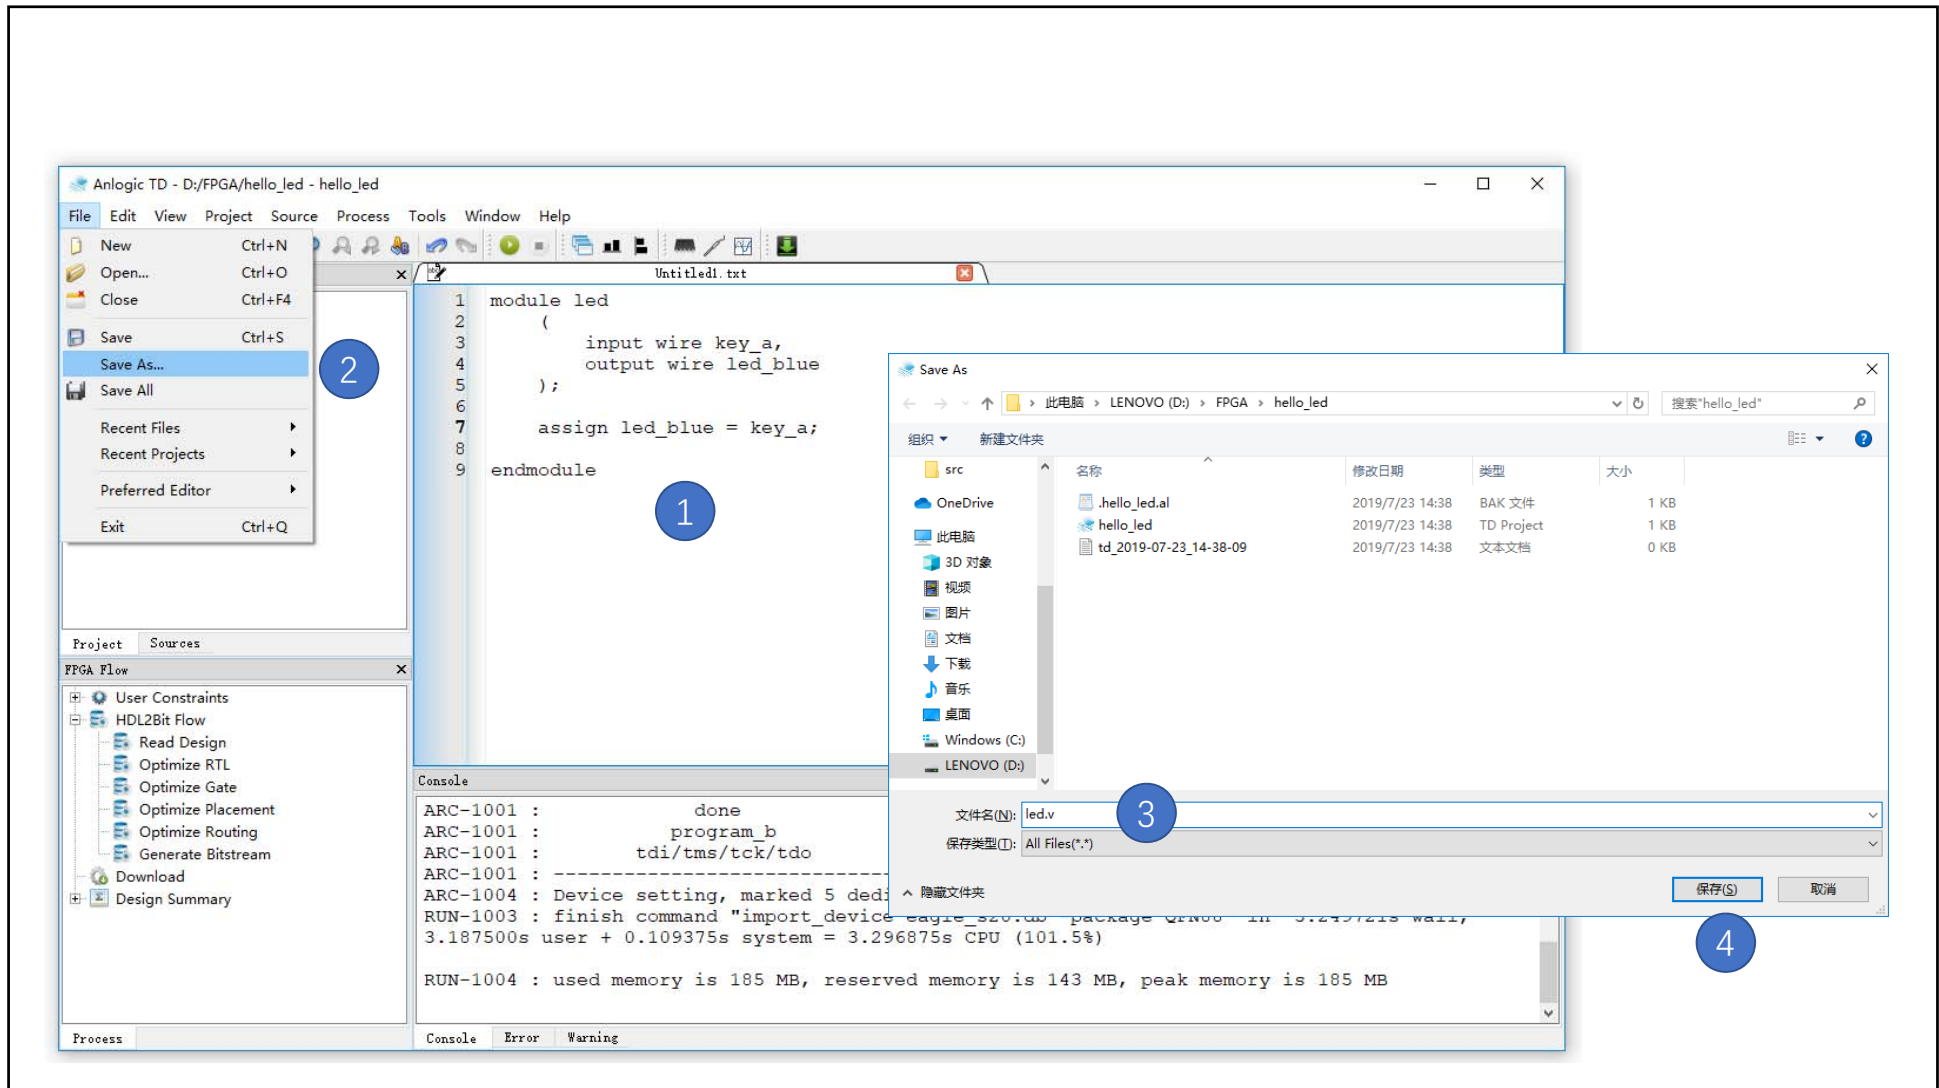 Anlogic TD - D:/FPGA/hello_led - hello_led
File Edit View Project Source Process Tools Window Help
New Ctrl+N
Open... Ctrl+O
Close Ctrl+F4
Save Ctrl+S
Save As...
Save All
Recent Files
Recent Projects
Preferred Editor
Exit Ctrl+Q
2
Untitled1.txt
1 module led
2 (
3 input wire key_a,
4 output wire led_blue
5 );
6
7 assign led_blue = key_a;
8
9 endmodule
1
Project Sources
FPGA Flow
User Constraints
HDL2Bit Flow
Read Design
Optimize RTL
Optimize Gate
Optimize Placement
Optimize Routing
Generate Bitstream
Download
Design Summary
Process
Console
ARC-1001 : done
ARC-1001 : program_b
ARC-1001 : tdi/tms/tck/tdo
ARC-1001 : ----------------------------
ARC-1004 : Device setting, marked 5 dedi
RUN-1003 : finish command "import_device eagle_s20.db package QFN88" in
3.187500s user + 0.109375s system = 3.296875s CPU (101.5%)
RUN-1004 : used memory is 185 MB, reserved memory is 143 MB, peak memory is 185 MB
Console Error Warning
Save As
此电脑 > LENOVO (D:) > FPGA > hello_led
搜索"hello_led"
组织 新建文件夹
src
OneDrive
此电脑
3D 对象
视频
图片
文档
下载
音乐
桌面
Windows (C:)
LENOVO (D:)
名称 修改日期 类型 大小
.hello_led.al 2019/7/23 14:38 BAK 文件 1 KB
hello_led 2019/7/23 14:38 TD Project 1 KB
td_2019-07-23_14-38-09 2019/7/23 14:38 文本文档 0 KB
文件名(N): led.v
3
保存类型(T): All Files(*.*)
隐藏文件夹
保存(S) 取消
4